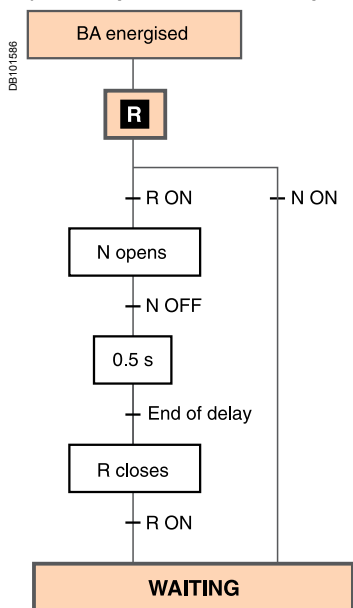 BA energised
DB101586
R
R ON
N ON
N opens
N OFF
0.5 s
End of delay
R closes
R ON
WAITING